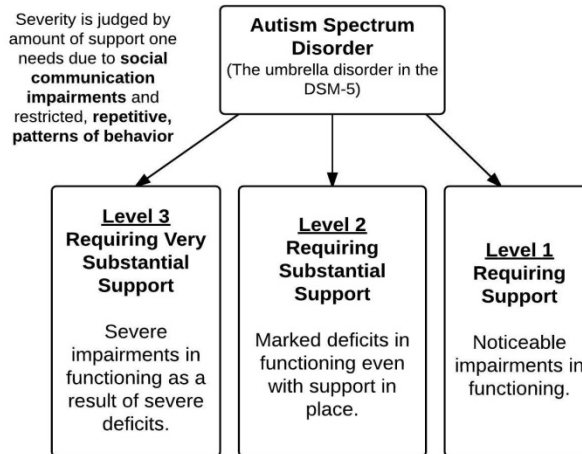 Severity is judged by
amount of support one
needs due to social
communication
impairments and
restricted, repetitive,
patterns of behavior
Autism Spectrum
Disorder
(The umbrella disorder in the
DSM-5)
Level 3
Requiring Very
Substantial
Support
Severe
impairments in
functioning as a
result of severe
deficits.
Level 2
Requiring
Substantial
Support
Marked deficits in
functioning even
with support in
place.
Level 1
Requiring
Support
Noticeable
impairments in
functioning.